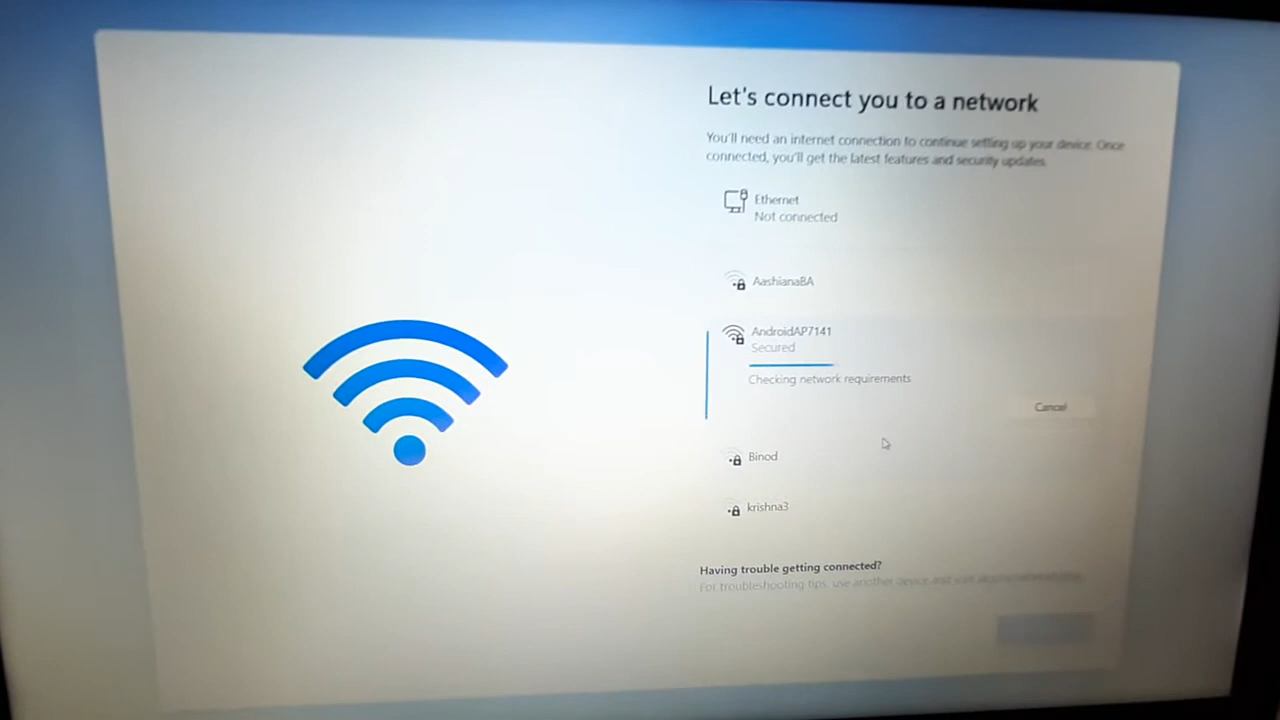 Let's connect you to a network
You'll need an internet connection to continue setting up your device. Once
connected, you'll get the latest features and security updates.
Ethernet
Not connected
AashianaBA
AndroidAP7141
Secured
Checking network requirements
Cancel
Binod
krishna3
Having trouble getting connected?
For troubleshooting tips, use another device and visit